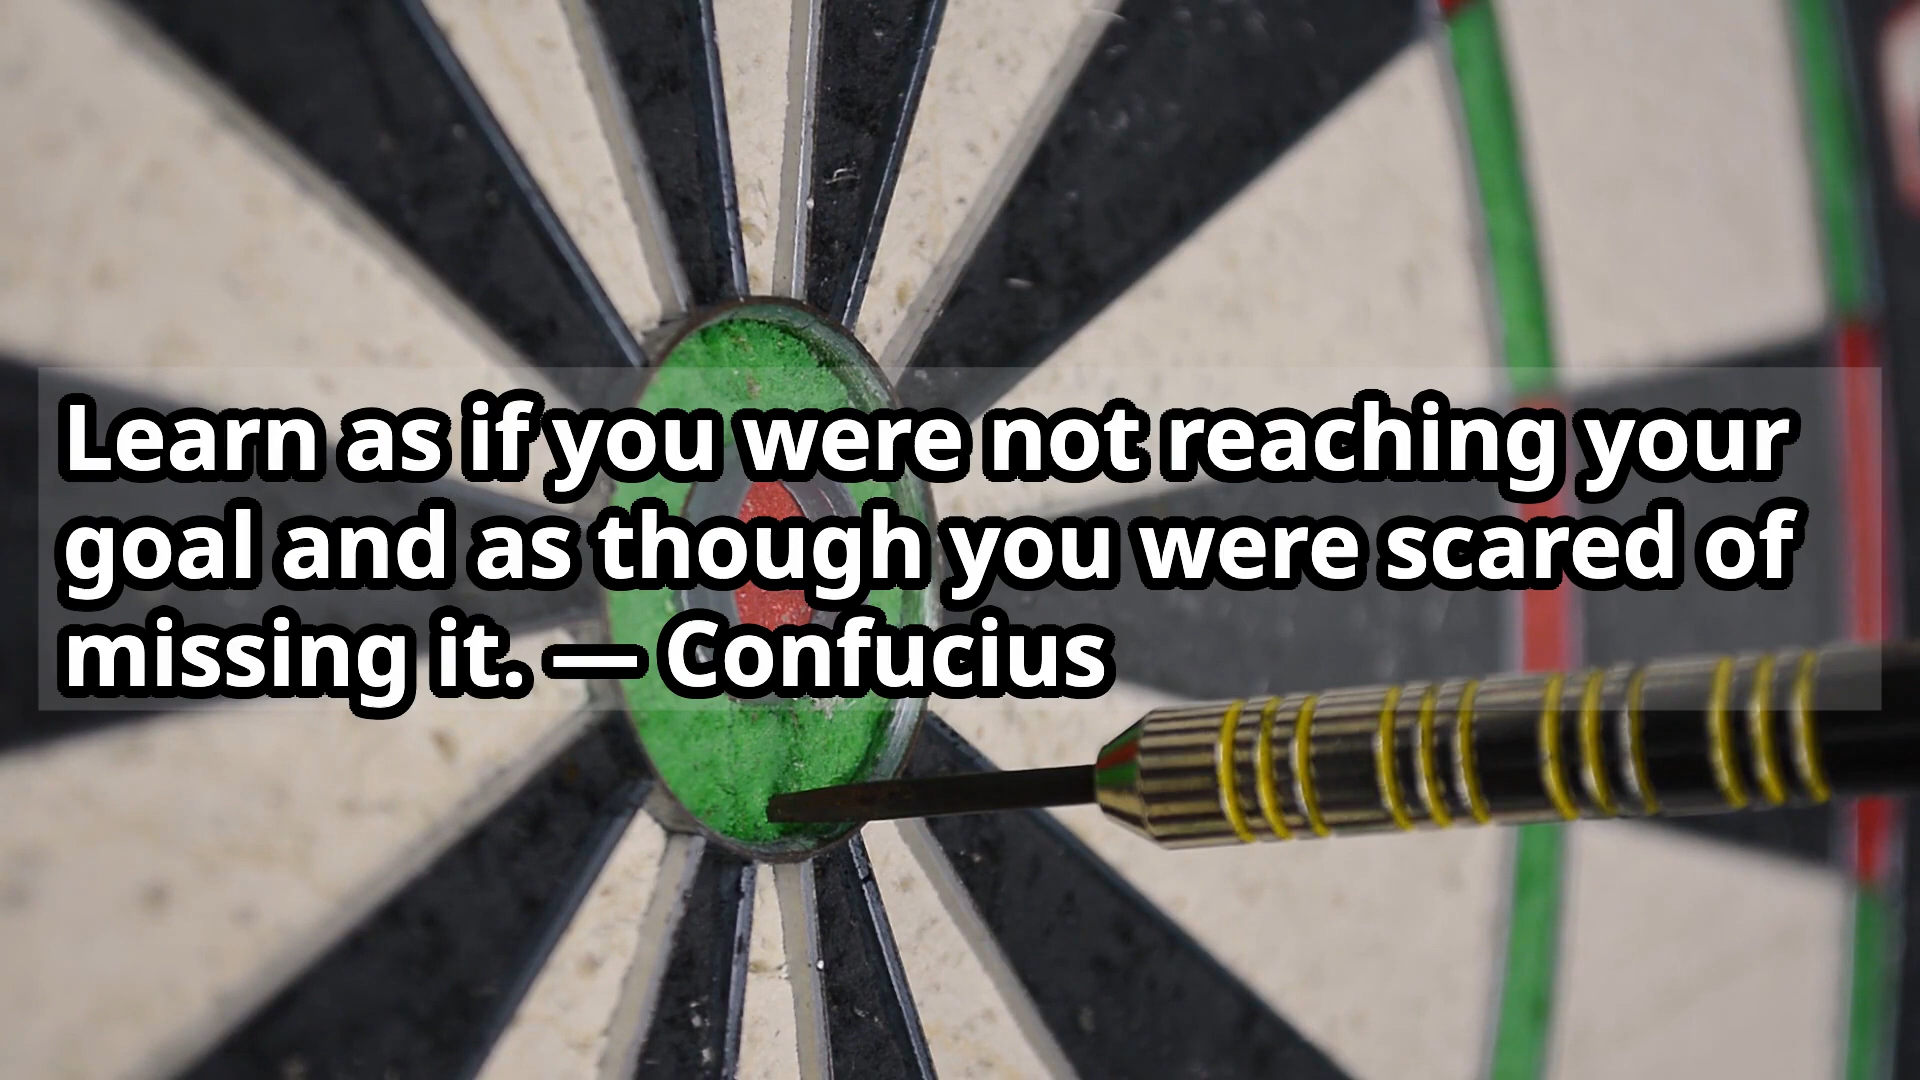 Learn as if you were not reaching your
goal and as though you were scared of
missing it. — Confucius